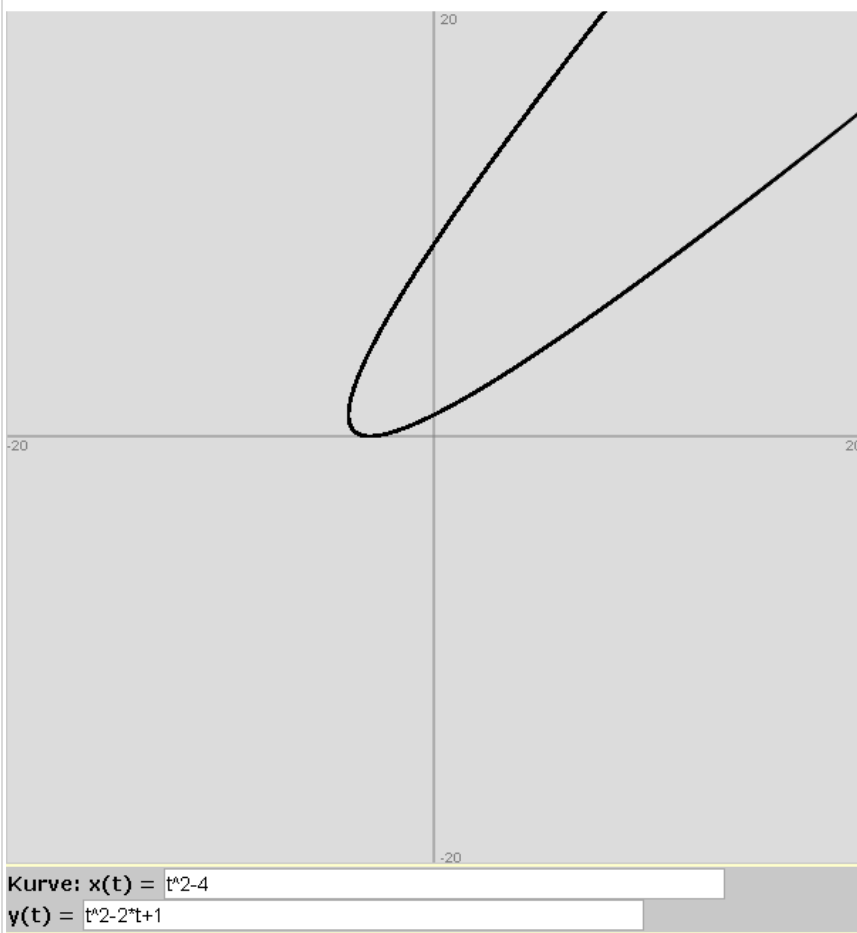 20
-20 20
-20
Kurve: x(t) = t^2-4
y(t) = t^2-2*t+1